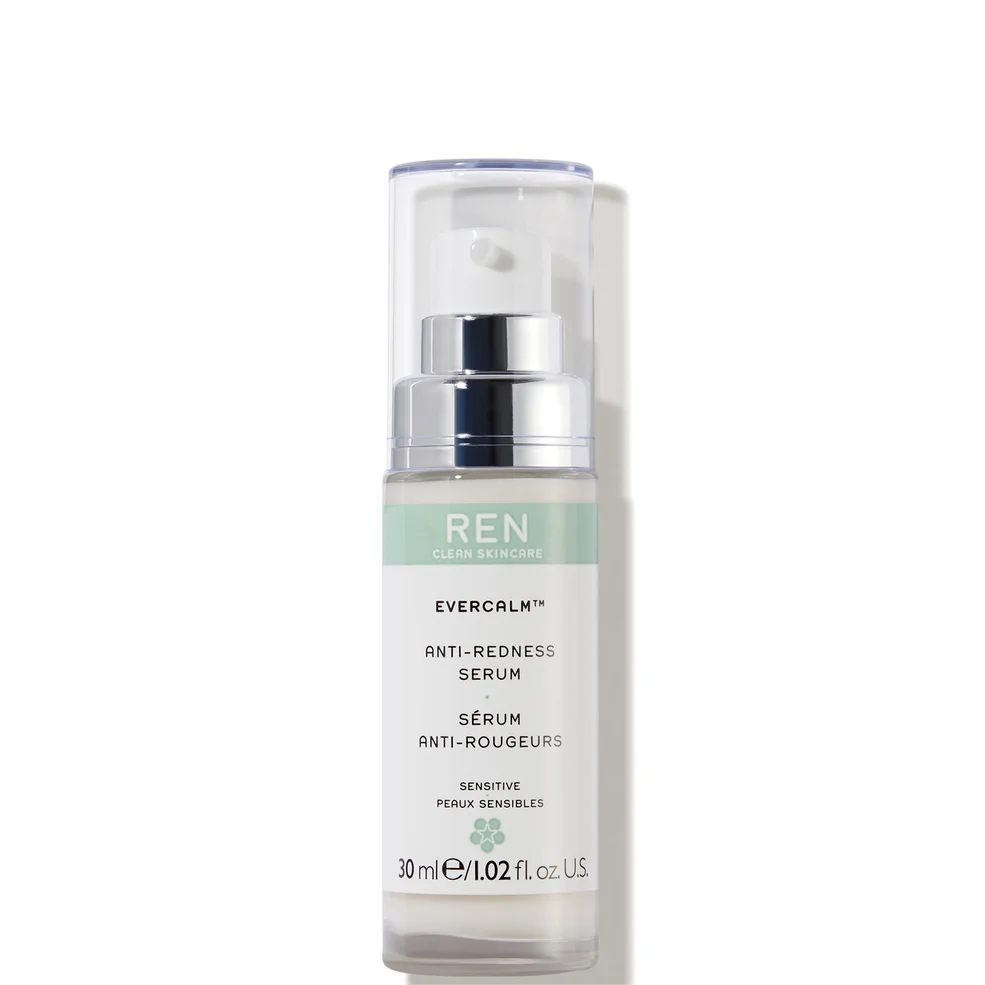 REN
CLEAN SKINCARE
EVERCALM™
ANTI-REDNESS
SERUM
SÉRUM
ANTI-ROUGEURS
SENSITIVE
PEAUX SENSIBLES
30 ml℮/1.02 fl. oz. U.S.